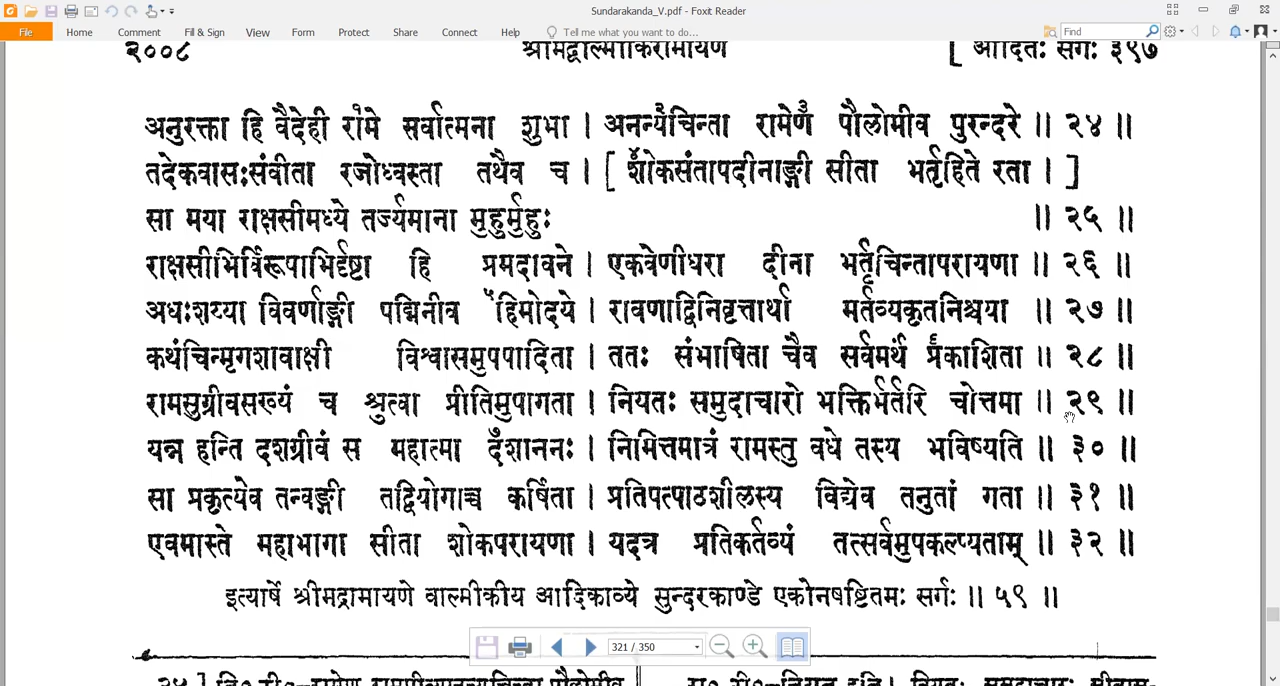 Sundarakanda_V.pdf - Foxit Reader
File Home Comment Fill & Sign View Form Protect Share Connect Help Tell me what you want to do... Find
२००८ श्रीमद्वाल्मीकिरामायणे [ आदितः सर्गः ३९७
अनुरक्ता हि वैदेही रामे सर्वात्मना शुभा । अनन्यचिन्ता रामेण पौलोमीव पुरन्दरे ॥ २४ ॥
तदेकवासःसंवीता रजोध्वस्ता तथैव च । [ शोकसंतापदीनाङ्गी सीता भर्तृहिते रता । ]
सा मया राक्षसीमध्ये तर्ज्यमाना मुहुर्मुहुः ॥ २५ ॥
राक्षसीभिर्विरूपाभिर्दृष्टा हि प्रमदावने । एकवेणीधरा दीना भर्तृचिन्तापरायणा ॥ २६ ॥
अधःशय्या विवर्णाङ्गी पद्मिनीव हिमोदये । रावणाद्विनिवृत्तार्था मर्तव्यकृतनिश्चया ॥ २७ ॥
कथंचिन्मृगशावाक्षी विश्वासमुपपादिता । ततः संभाषिता चैव सर्वमर्थं प्रकाशिता ॥ २८ ॥
रामसुग्रीवसख्यं च श्रुत्वा प्रीतिमुपागता । नियतः समुदाचारो भक्तिर्भर्तरि चोत्तमा ॥ २९ ॥
यन्न हन्ति दशग्रीवं स महात्मा दशाननः । निमित्तमात्रं रामस्तु वधे तस्य भविष्यति ॥ ३० ॥
सा प्रकृत्येव तन्वङ्गी तद्वियोगाच्च कर्षिता । प्रतिपत्पाठशीलस्य विद्येव तनुतां गता ॥ ३१ ॥
एवमास्ते महाभागा सीता शोकपरायणा । यदत्र प्रतिकर्तव्यं तत्सर्वमुपकल्प्यताम् ॥ ३२ ॥
इत्यार्षे श्रीमद्रामायणे वाल्मीकीय आदिकाव्ये सुन्दरकाण्डे एकोनषष्टितमः सर्गः ॥ ५९ ॥
321 / 350